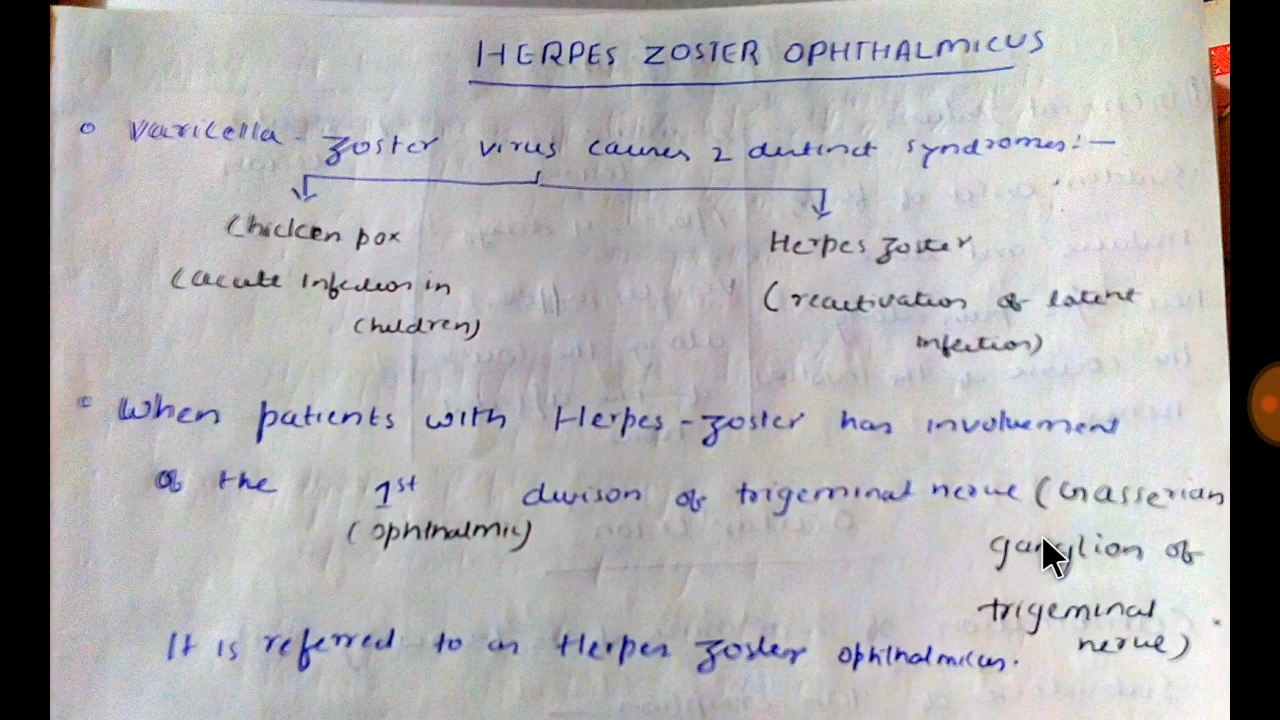 HERPES ZOSTER OPHTHALMICUS
Varicella - Zoster virus causes 2 distinct syndromes:-
Chicken pox
Herpes zoster
(acute Infection in
children)
(reactivation of latent
infection)
When patients with Herpes - zoster has involvement
of the 1st divison of trigeminal nerve (Gasserian
(ophthalmic)
ganglion of
trigeminal
nerve)
It is referred to as Herpes zoster ophthalmicus.